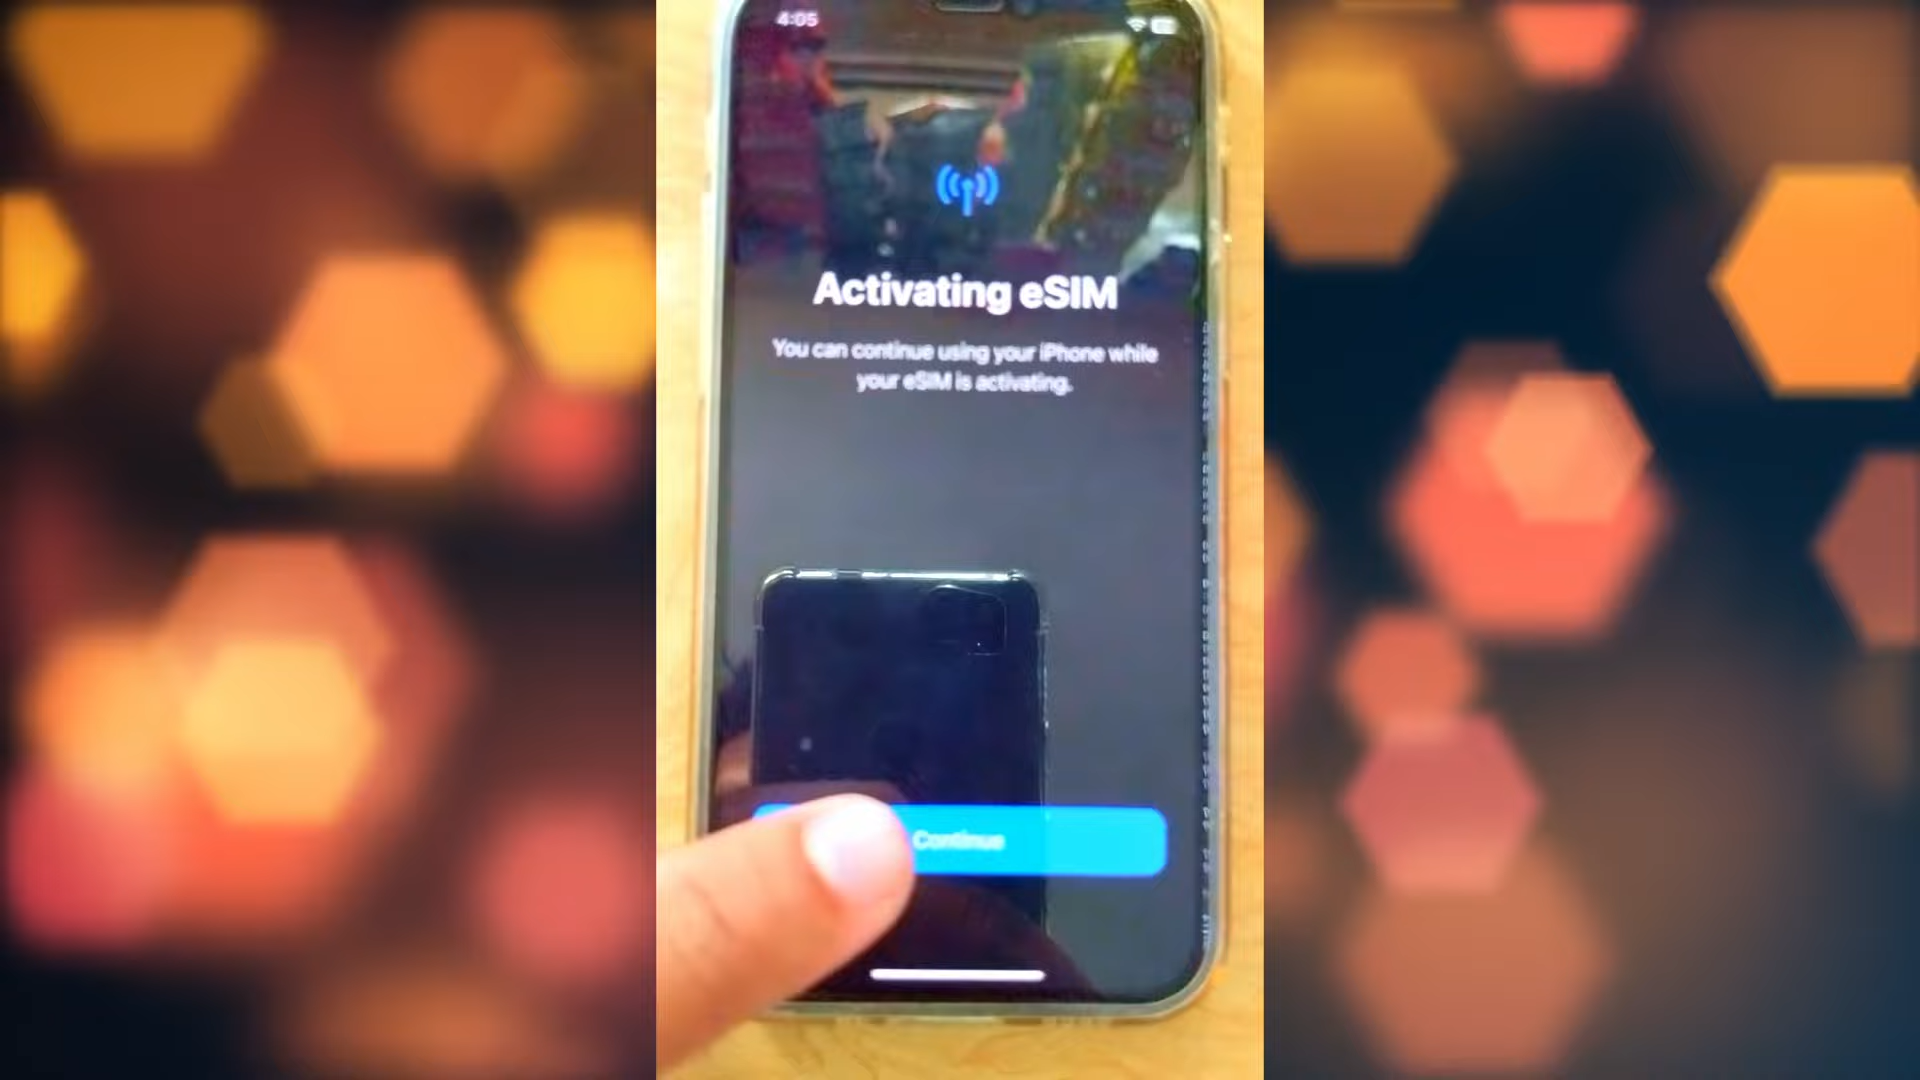 4:05
Activating eSIM
You can continue using your iPhone while
your eSIM is activating.
Continue